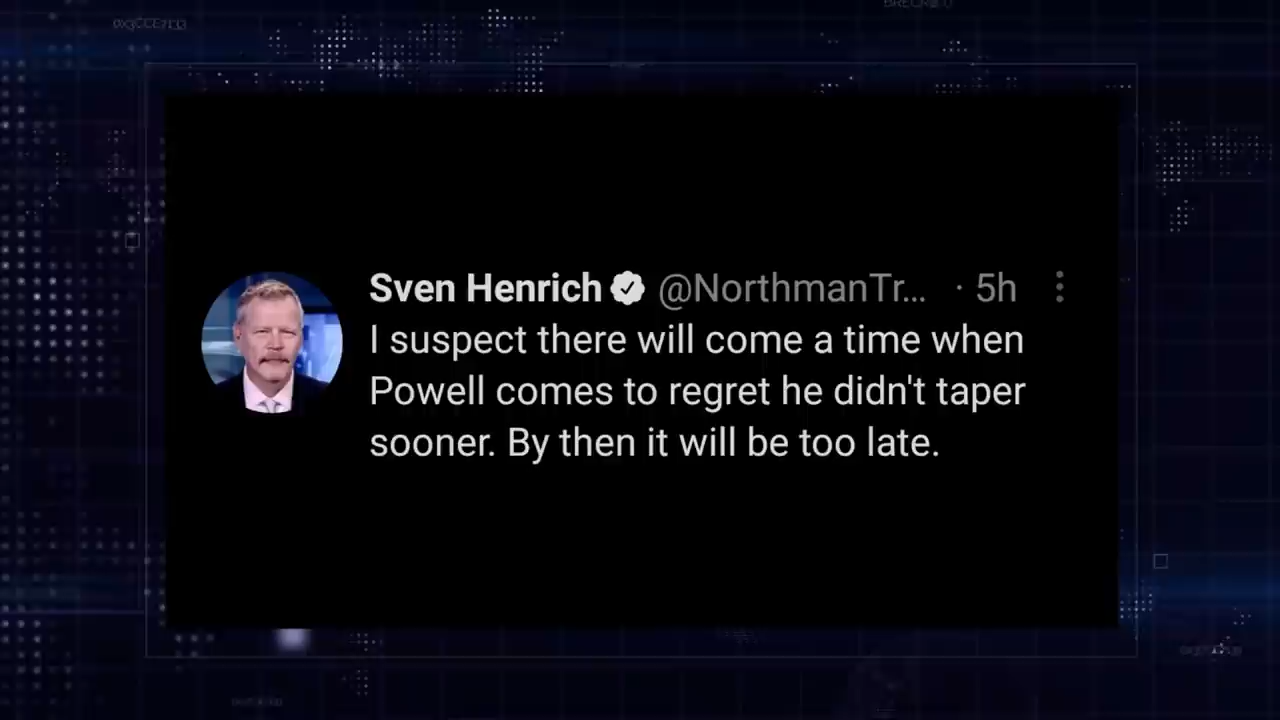 Sven Henrich @NorthmanTr... · 5h
I suspect there will come a time when
Powell comes to regret he didn't taper
sooner. By then it will be too late.